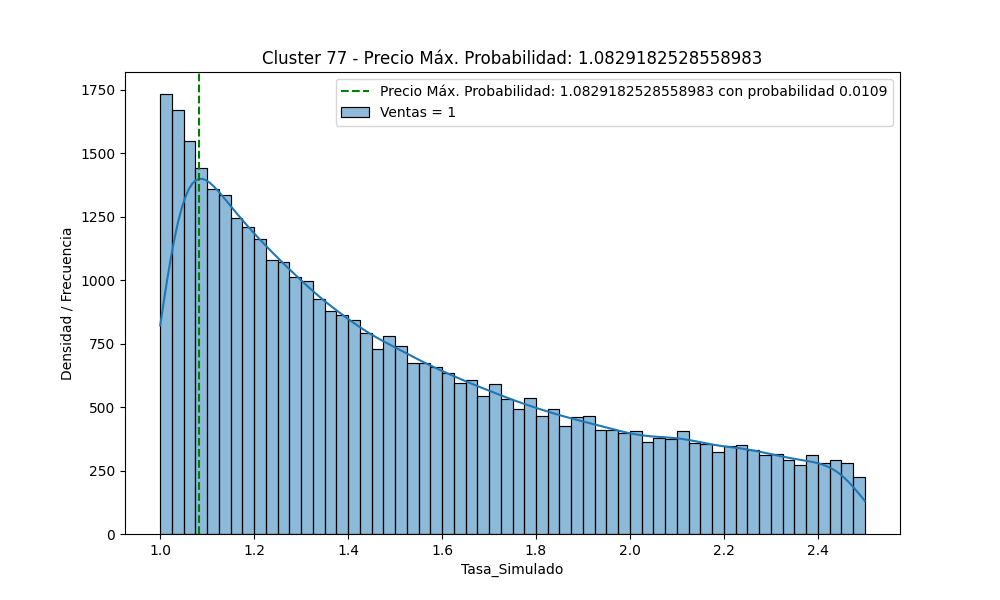 Cluster 77 - Precio Máx. Probabilidad: 1.0829182528558983
Precio Máx. Probabilidad: 1.0829182528558983 con probabilidad 0.0109
Ventas = 1
Densidad / Frecuencia
1750
1500
1250
1000
750
500
250
0
1.0 1.2 1.4 1.6 1.8 2.0 2.2 2.4
Tasa_Simulado